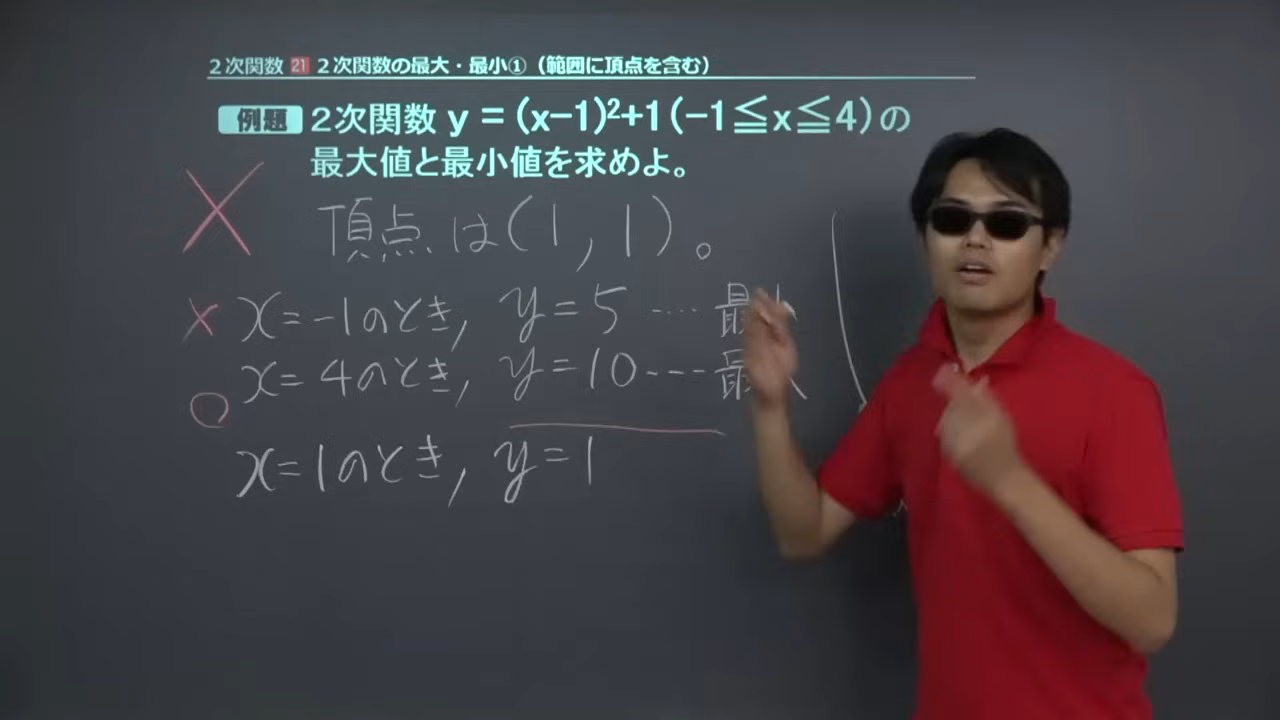 2次関数 21 2次関数の最大・最小①（範囲に頂点を含む）
例題 2次関数 y=(x−1)²+1(−1≦x≦4)の
最大値と最小値を求めよ。
頂点は(1,1)。
x=−1のとき, y=5 ···· 最小
x=4のとき, y=10 --- 最大
x=1のとき, y=1